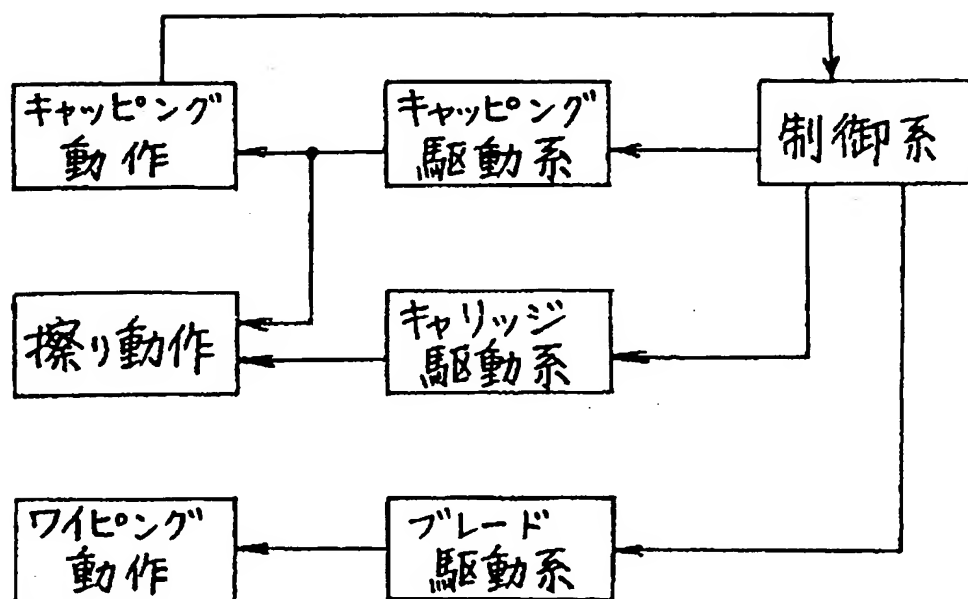 キャッピング
動作
キャッピング
駆動系
制御系
擦り動作
キャリッジ
駆動系
ワイピング
動作
ブレード
駆動系